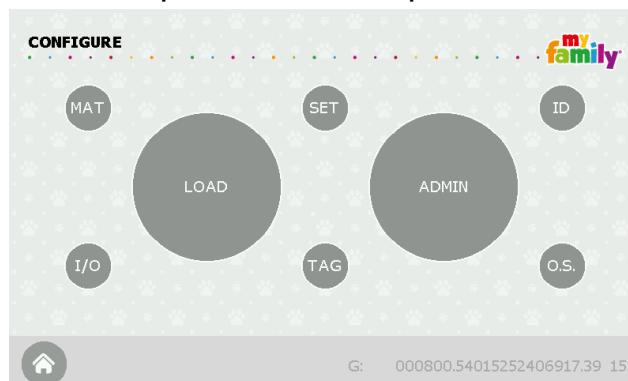 CONFIGURE
my
family
MAT
SET
ID
LOAD
ADMIN
I/O
TAG
O.S.
G: 000800.54015252406917.39 15